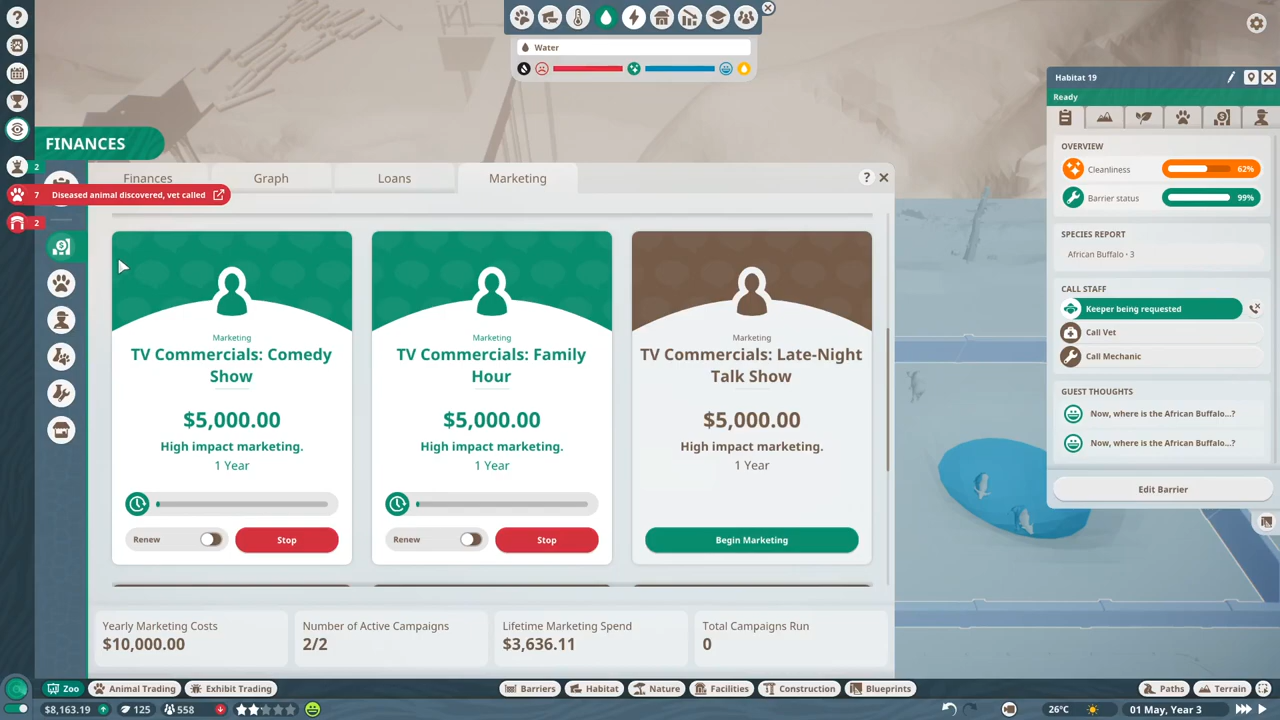 Water
Habitat 19
Ready
FINANCES
Finances
Graph
Loans
Marketing
?
2
7 Diseased animal discovered, vet called
2
OVERVIEW
Cleanliness 62%
Barrier status 99%
SPECIES REPORT
African Buffalo · 3
CALL STAFF
Keeper being requested
Call Vet
Call Mechanic
GUEST THOUGHTS
Now, where is the African Buffalo...?
Now, where is the African Buffalo...?
Edit Barrier
Marketing
TV Commercials: Comedy
Show
$5,000.00
High impact marketing.
1 Year
Renew
Stop
Marketing
TV Commercials: Family
Hour
$5,000.00
High impact marketing.
1 Year
Renew
Stop
Marketing
TV Commercials: Late-Night
Talk Show
$5,000.00
High impact marketing.
1 Year
Begin Marketing
Yearly Marketing Costs
$10,000.00
Number of Active Campaigns
2/2
Lifetime Marketing Spend
$3,636.11
Total Campaigns Run
0
Zoo
Animal Trading
Exhibit Trading
Barriers
Habitat
Nature
Facilities
Construction
Blueprints
Paths
Terrain
$8,163.19
125
558
26°C
01 May, Year 3